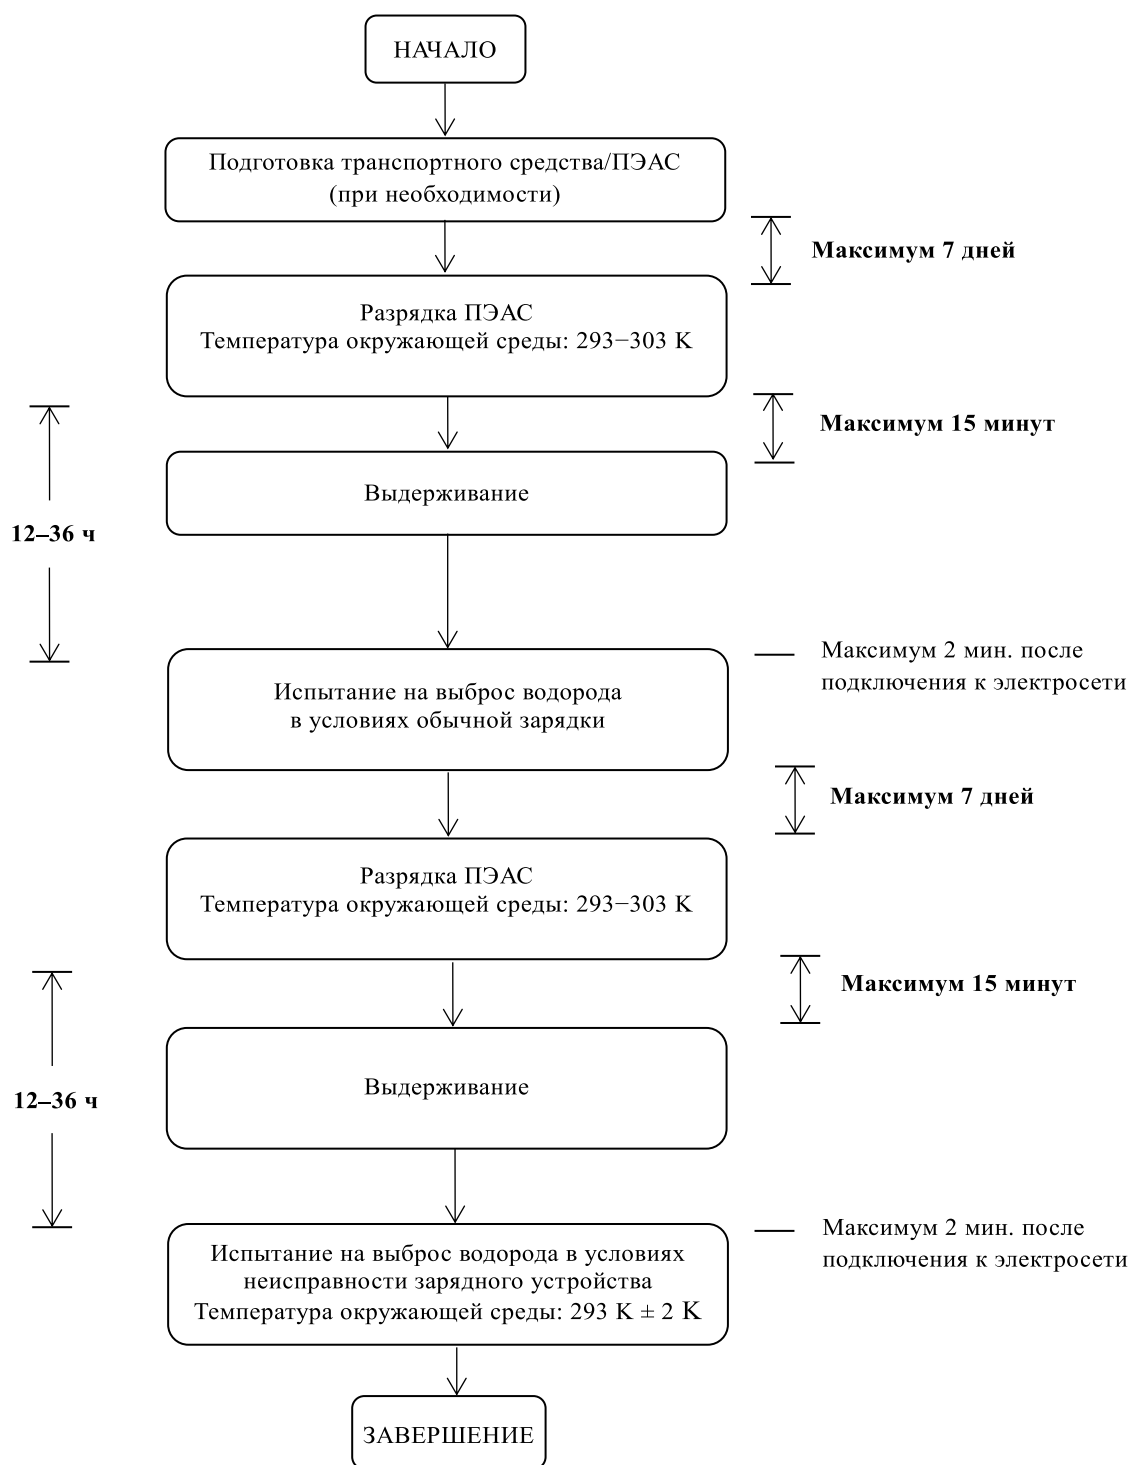 НАЧАЛО
Подготовка транспортного средства/ПЭАС
(при необходимости)
Максимум 7 дней
Разрядка ПЭАС
Температура окружающей среды: 293−303 K
Максимум 15 минут
Выдерживание
12–36 ч
Максимум 2 мин. после
подключения к электросети
Испытание на выброс водорода
в условиях обычной зарядки
Максимум 7 дней
Разрядка ПЭАС
Температура окружающей среды: 293−303 K
Максимум 15 минут
Выдерживание
12–36 ч
Максимум 2 мин. после
подключения к электросети
Испытание на выброс водорода в условиях
неисправности зарядного устройства
Температура окружающей среды: 293 K ± 2 K
ЗАВЕРШЕНИЕ